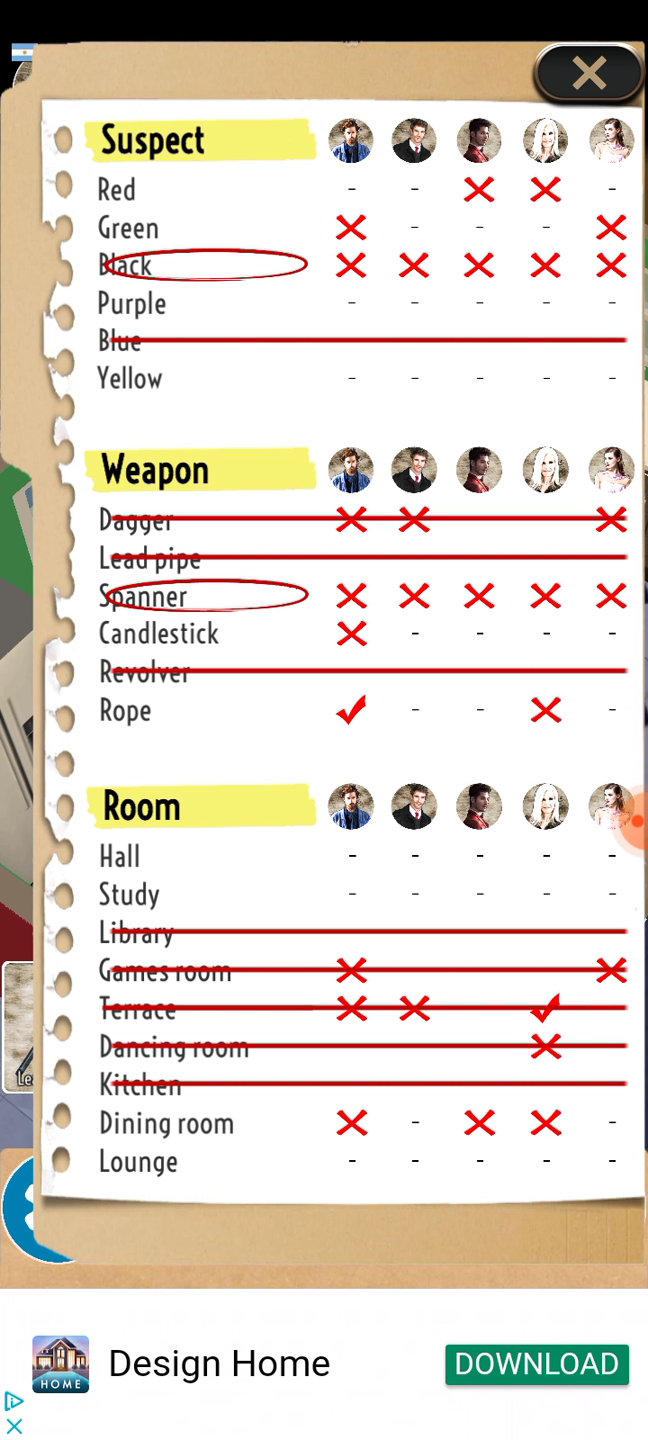 Suspect
Red
Green
Black
Purple
Blue
Yellow
Weapon
Dagger
Lead pipe
Spanner
Candlestick
Revolver
Rope
Room
Hall
Study
Library
Games room
Terrace
Dancing room
Kitchen
Dining room
Lounge
Le
HOME
Design Home
DOWNLOAD